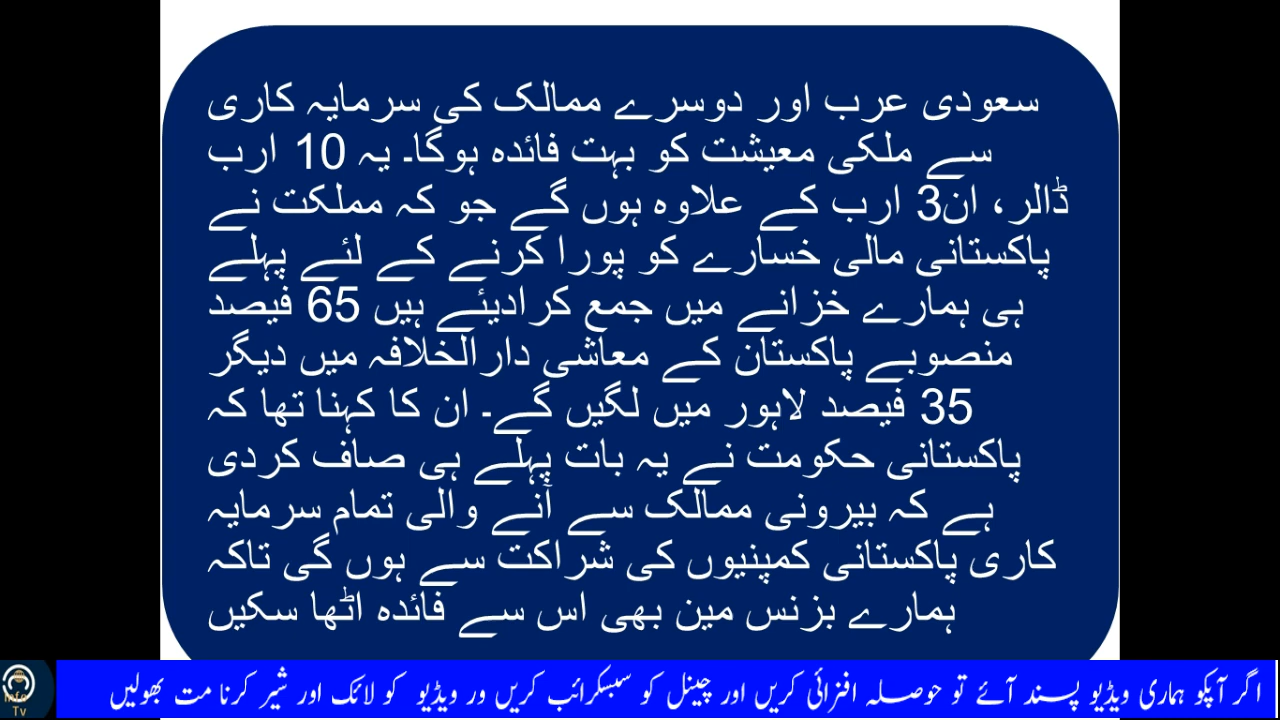 سعودی عرب اور دوسرے ممالک کی سرمایہ کاری
سے ملکی معیشت کو بہت فائدہ ہوگا۔ یہ 10 ارب
ڈالر، ان3 ارب کے علاوہ ہوں گے جو کہ مملکت نے
پاکستانی مالی خسارے کو پورا کرنے کے لئے پہلے
ہی ہمارے خزانے میں جمع کرادیئے ہیں 65 فیصد
منصوبے پاکستان کے معاشی دارالخلافہ میں دیگر
35 فیصد لاہور میں لگیں گے۔ ان کا کہنا تھا کہ
پاکستانی حکومت نے یہ بات پہلے ہی صاف کردی
ہے کہ بیرونی ممالک سے آنے والی تمام سرمایہ
کاری پاکستانی کمپنیوں کی شراکت سے ہوں گی تاکہ
ہمارے بزنس مین بھی اس سے فائدہ اٹھا سکیں
اگر آپکو ہماری ویڈیو پسند آئے تو حوصلہ افزائی کریں اور چینل کو سبسکرائب کریں ور ویڈیو کو لائک اور شیر کرنا مت بھولیں
Info
Tv